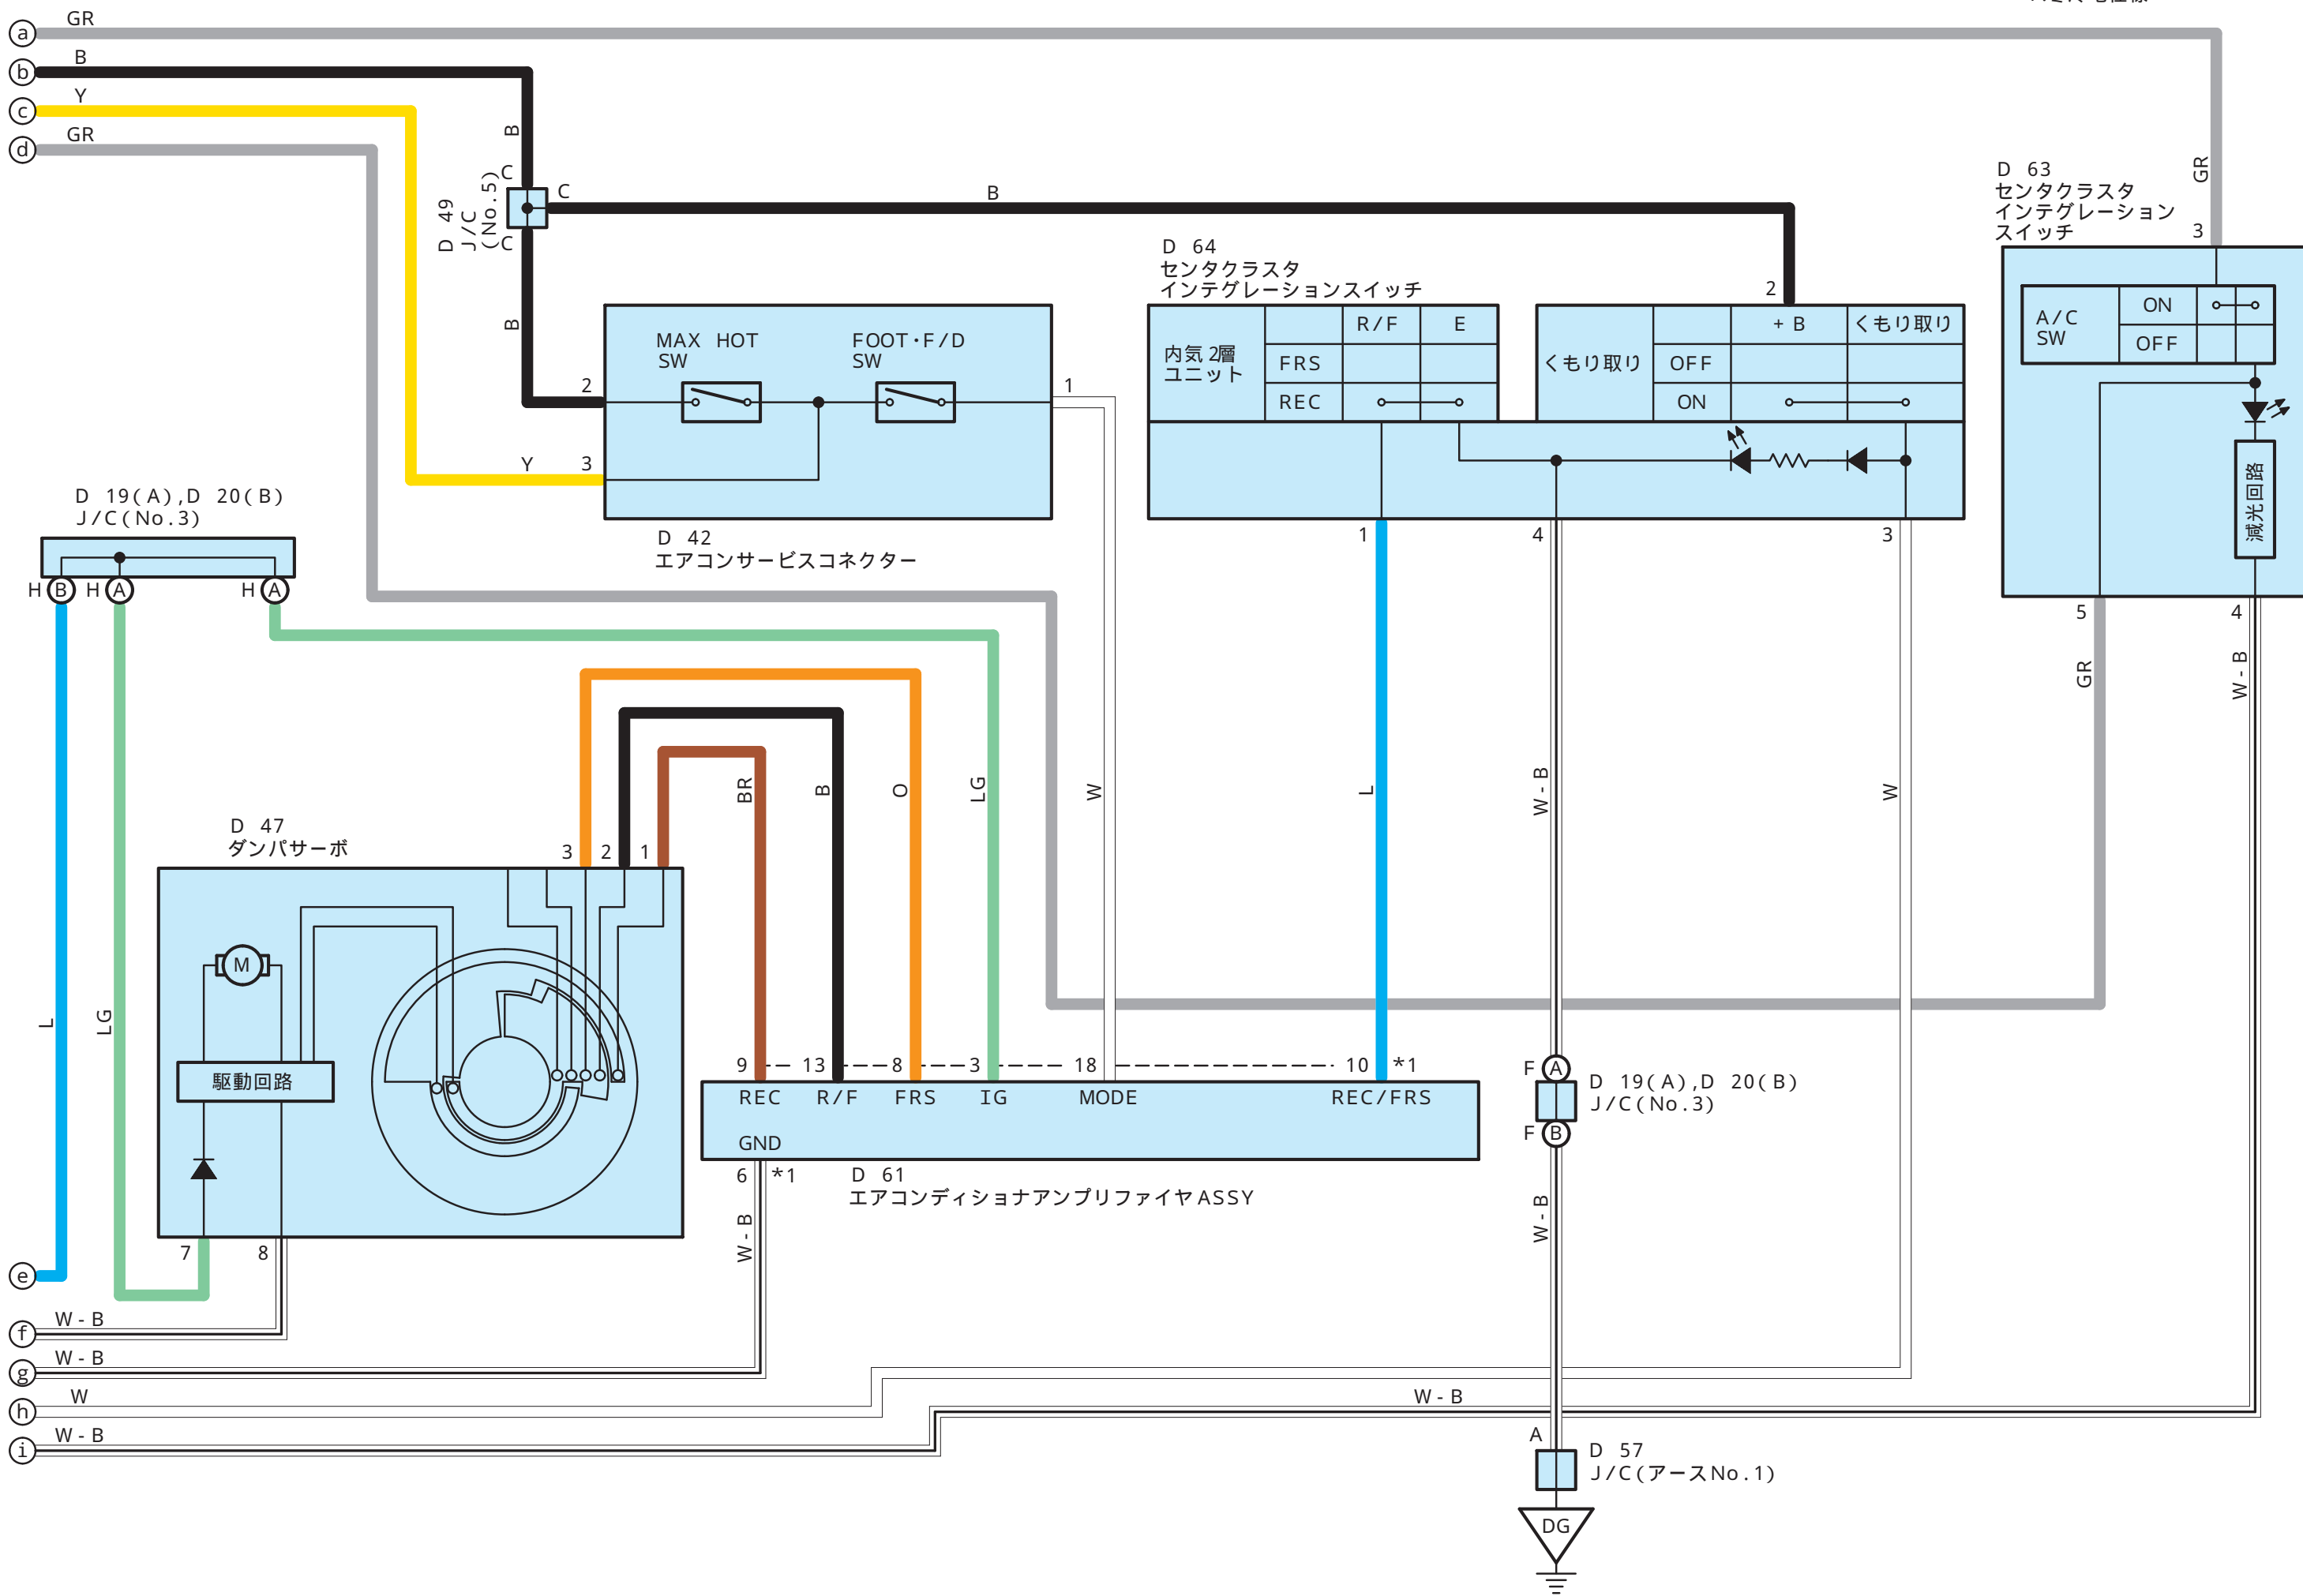 a GR
b B
c Y
d GR
B
C
C
C
D 49
J/C
(No.5)
B
B
GR
D 63
センタクラスタ
インテグレーション
スイッチ
3
A/C
SW
ON
OFF
減光回路
5
4
GR
W-B
D 64
センタクラスタ
インテグレーションスイッチ
内気2層
ユニット
R/F E
FRS
REC
2
くもり取り
+B くもり取り
OFF
ON
1
4
3
MAX HOT
SW
FOOT・F/D
SW
2
1
Y 3
D 42
エアコンサービスコネクター
D 19(A),D 20(B)
J/C(No.3)
H B H A H A
L
LG
BR
B
O
LG
W
L
W-B
W
D 47
ダンパサーボ
3 2 1
M
駆動回路
7 8
9 13 8 3 18 10 *1
REC R/F FRS IG MODE REC/FRS
GND
6 *1
D 61
エアコンディショナアンプリファイヤASSY
W-B
F A
F B
D 19(A),D 20(B)
J/C(No.3)
W-B
e
f W-B
g W-B
h W
i W-B
W-B
A
D 57
J/C(アースNo.1)
DG